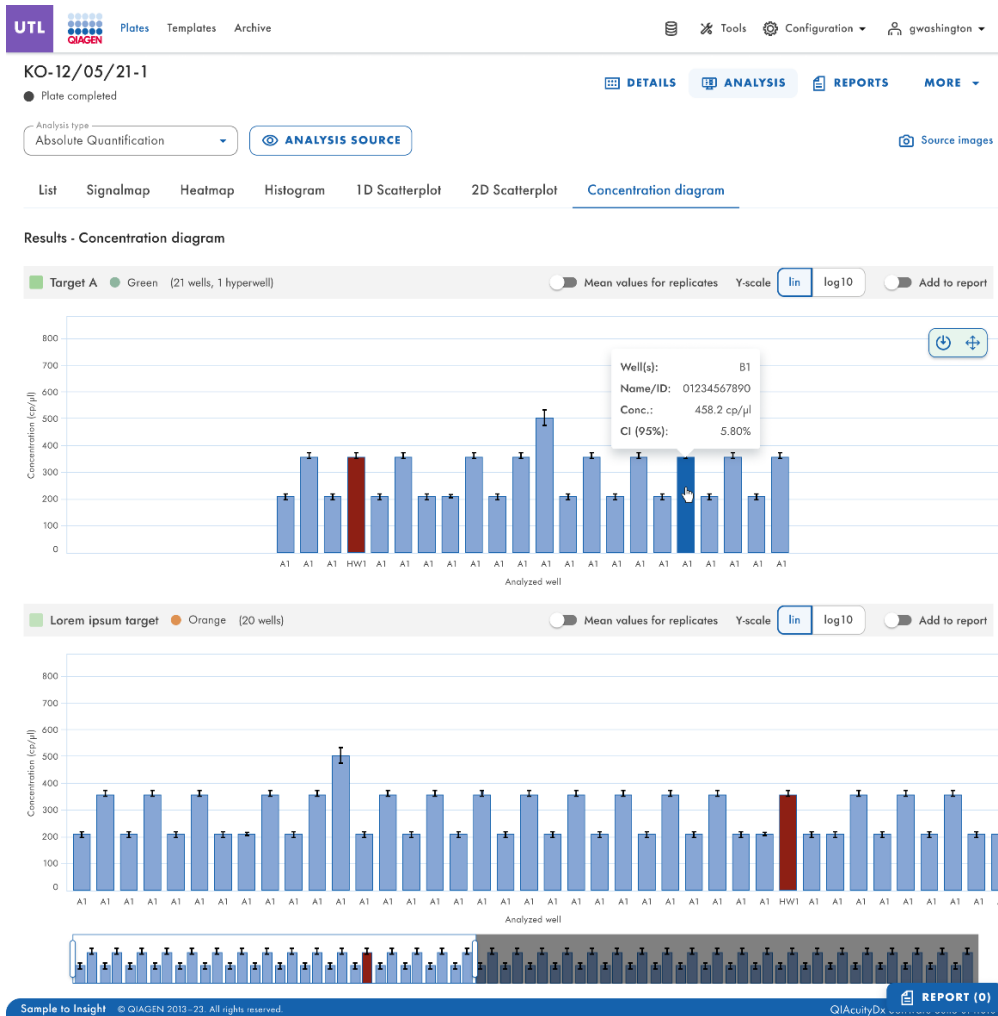 UTL QIAGEN Plates Templates Archive Tools Configuration gwashington
KO-12/05/21-1
Plate completed
DETAILS ANALYSIS REPORTS MORE
Analysis type
Absolute Quantification ANALYSIS SOURCE Source images
List Signalmap Heatmap Histogram 1D Scatterplot 2D Scatterplot Concentration diagram
Results - Concentration diagram
Target A Green (21 wells, 1 hyperwell) Mean values for replicates Y-scale lin log10 Add to report
Concentration (cp/µl)
800
700
600
500
400
300
200
100
0
Well(s): B1
Name/ID: 01234567890
Conc.: 458.2 cp/µl
CI (95%): 5.80%
A1 A1 A1 HW1 A1 A1 A1 A1 A1 A1 A1 A1 A1 A1 A1 A1 A1 A1 A1 A1 A1 A1
Analyzed well
Lorem ipsum target Orange (20 wells) Mean values for replicates Y-scale lin log10 Add to report
Concentration (cp/µl)
800
700
600
500
400
300
200
100
0
A1 A1 A1 A1 A1 A1 A1 A1 A1 A1 A1 A1 A1 A1 A1 A1 A1 A1 A1 A1 A1 A1 A1 A1 A1 A1 A1 A1 A1 A1 HW1 A1 A1 A1 A1 A1 A1 A1 A1
Analyzed well
Sample to Insight © QIAGEN 2013–23. All rights reserved. QIAcuityDx
REPORT (0)